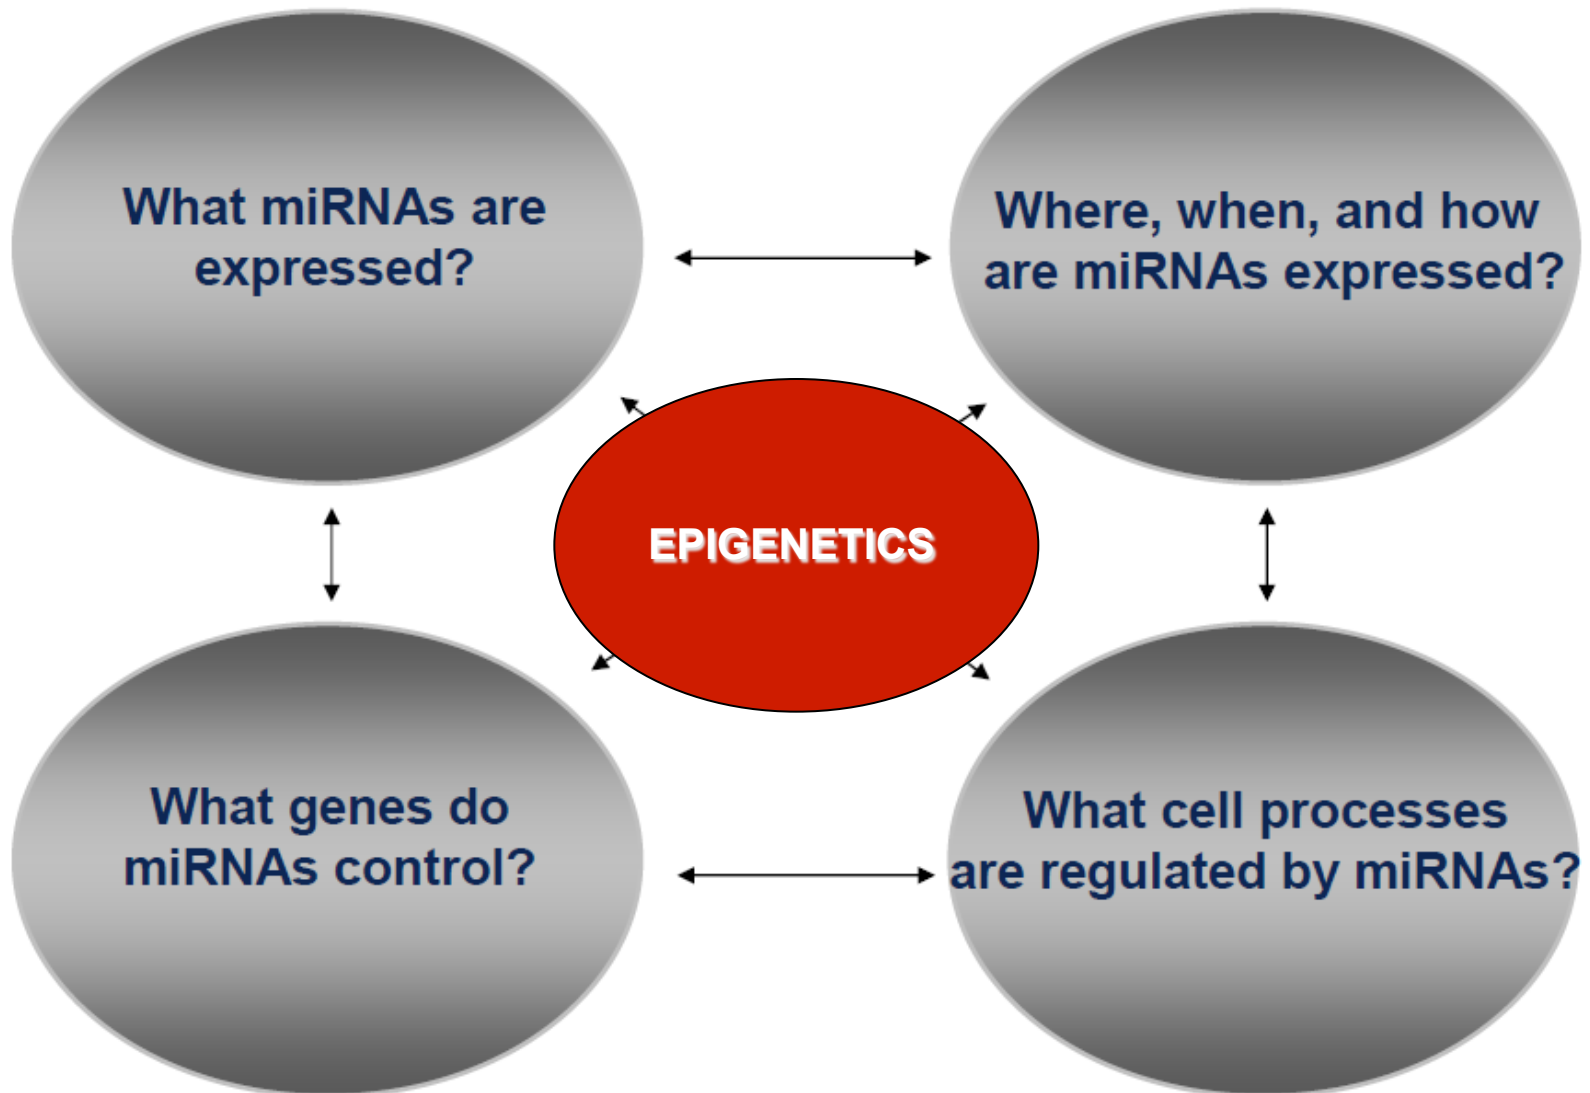 What miRNAs are
expressed?
Where, when, and how
are miRNAs expressed?
EPIGENETICS
What genes do
miRNAs control?
What cell processes
are regulated by miRNAs?